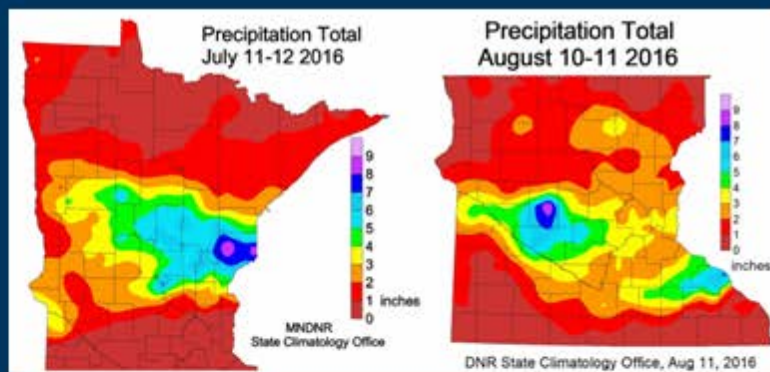 Precipitation Total
July 11-12 2016
9
8
7
6
5
4
3
2
1 inches
0
MNDNR
State Climatology Office
Precipitation Total
August 10-11 2016
9
8
7
6
5
4
3
2
1
0
inches
DNR State Climatology Office, Aug 11, 2016